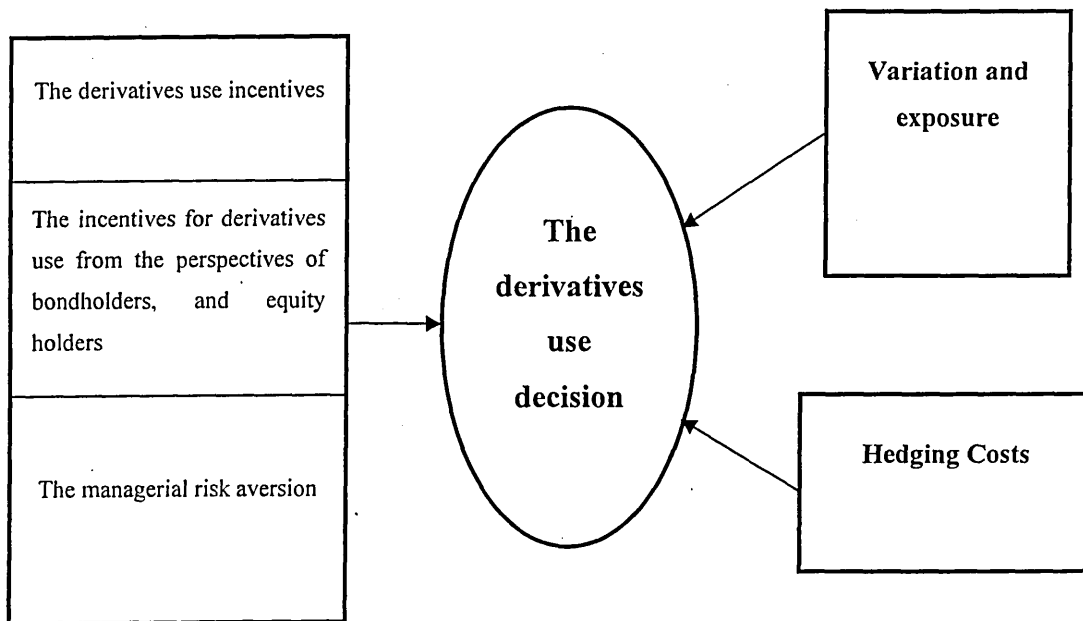 The derivatives use incentives
The incentives for derivatives
use from the perspectives of
bondholders, and equity
holders
The managerial risk aversion
The
derivatives
use
decision
Variation and
exposure
Hedging Costs